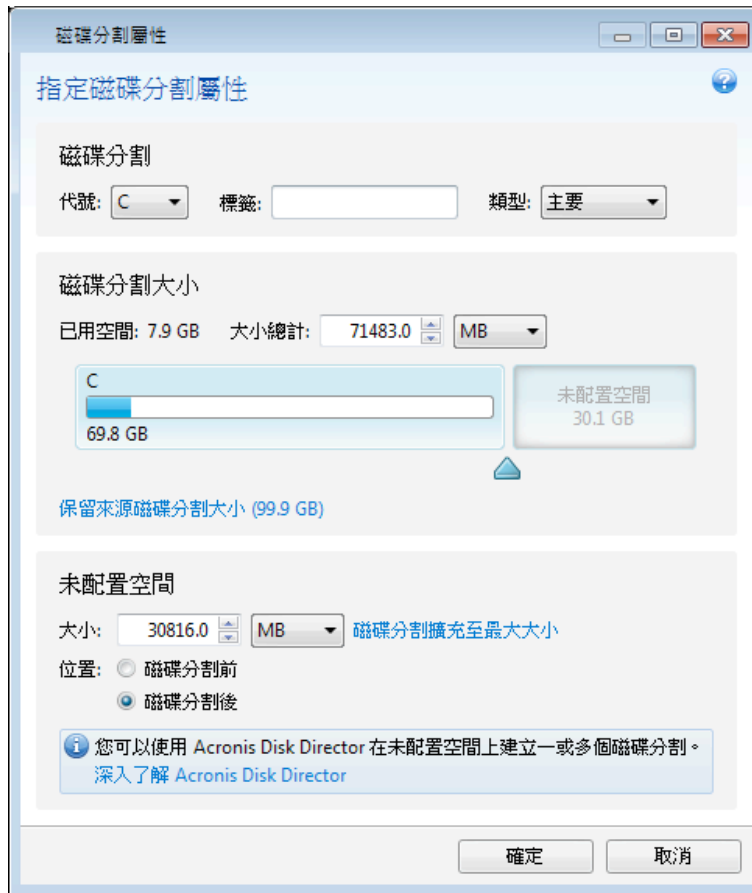 磁碟分割屬性
指定磁碟分割屬性
磁碟分割
代號: C 標籤: 類型: 主要
磁碟分割大小
已用空間: 7.9 GB 大小總計: 71483.0 MB
C
69.8 GB
未配置空間
30.1 GB
保留來源磁碟分割大小 (99.9 GB)
未配置空間
大小: 30816.0 MB 磁碟分割擴充至最大大小
位置: 磁碟分割前
磁碟分割後
您可以使用 Acronis Disk Director 在未配置空間上建立一或多個磁碟分割。
深入了解 Acronis Disk Director
確定 取消